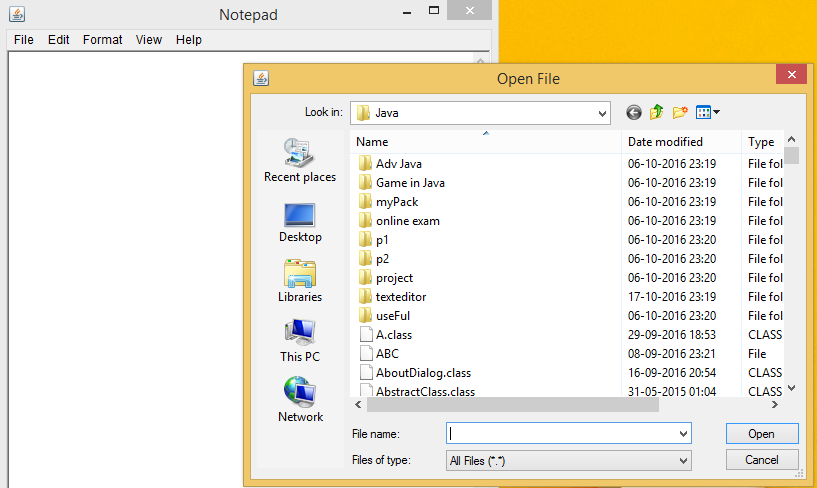 Notepad
File Edit Format View Help
Open File
Look in: Java
Name Date modified Type
Adv Java 06-10-2016 23:19 File fol
Game in Java 06-10-2016 23:19 File fol
myPack 06-10-2016 23:19 File fol
online exam 06-10-2016 23:19 File fol
p1 06-10-2016 23:20 File fol
p2 06-10-2016 23:20 File fol
project 06-10-2016 23:20 File fol
texteditor 17-10-2016 23:19 File fol
useFul 06-10-2016 23:20 File fol
A.class 29-09-2016 18:53 CLASS
ABC 08-09-2016 23:21 File
AboutDialog.class 16-09-2016 20:54 CLASS
AbstractClass.class 31-05-2015 01:04 CLASS
Recent places
Desktop
Libraries
This PC
Network
File name: Open
Files of type: All Files (*.*) Cancel